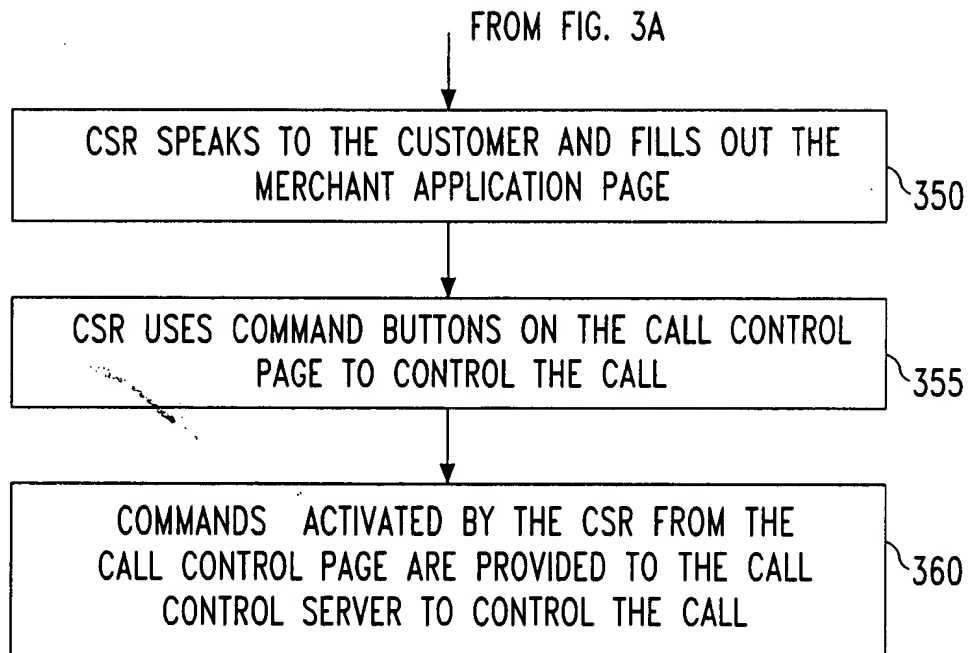 FROM FIG. 3A
CSR SPEAKS TO THE CUSTOMER AND FILLS OUT THE
MERCHANT APPLICATION PAGE
350
CSR USES COMMAND BUTTONS ON THE CALL CONTROL
PAGE TO CONTROL THE CALL
355
COMMANDS ACTIVATED BY THE CSR FROM THE
CALL CONTROL PAGE ARE PROVIDED TO THE CALL
CONTROL SERVER TO CONTROL THE CALL
360